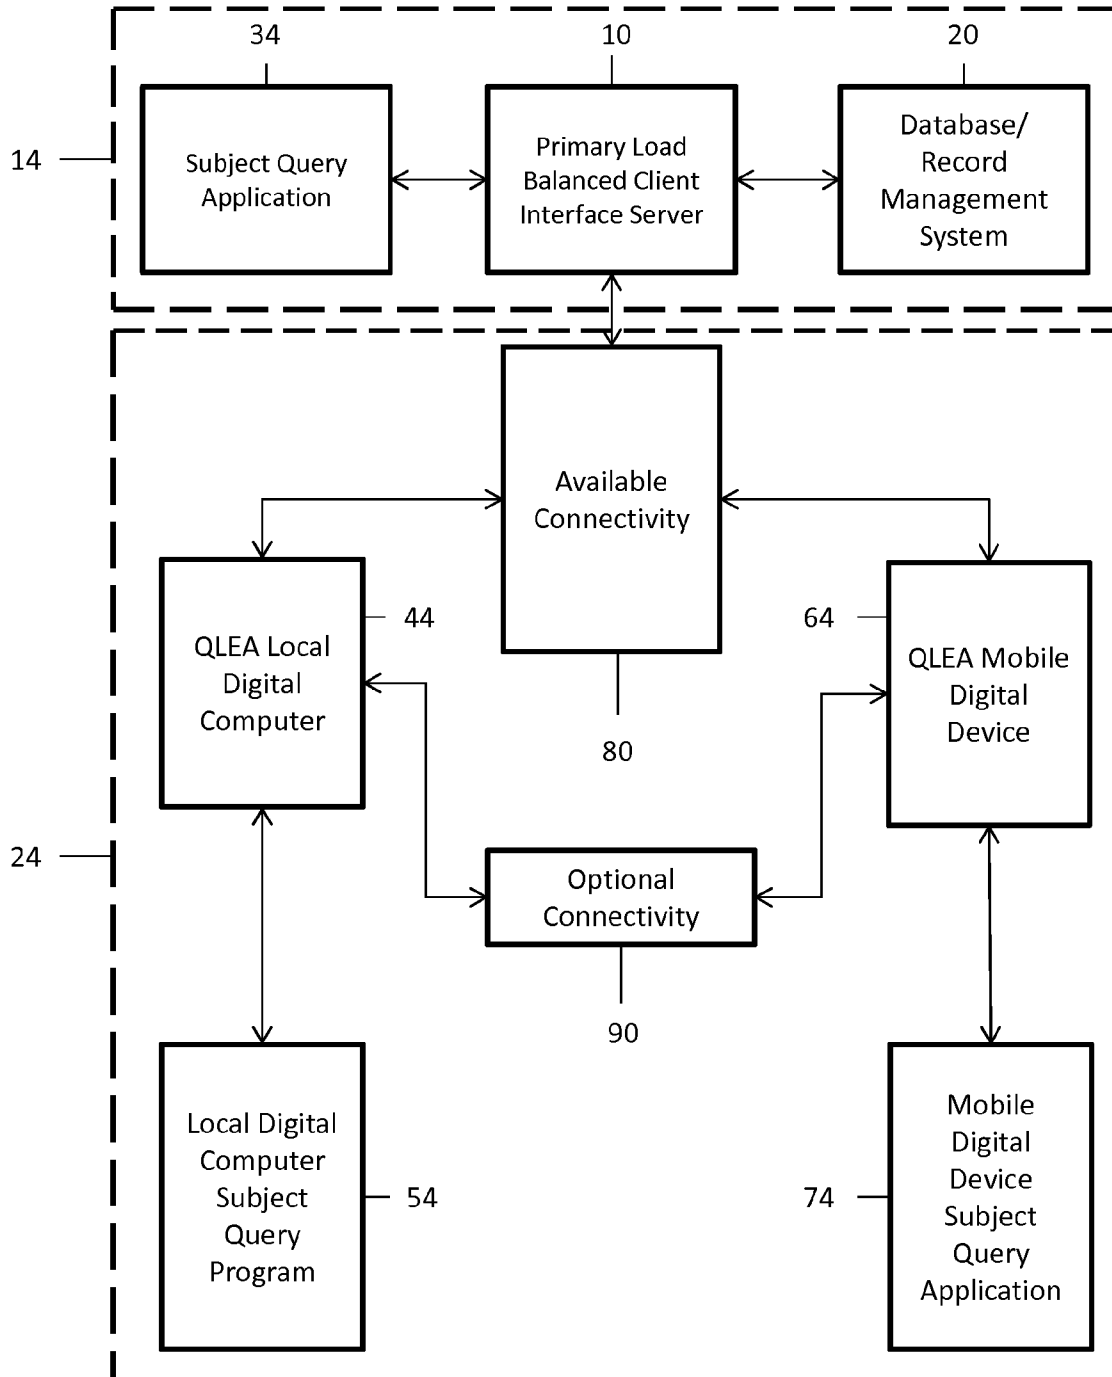 34
10
20
14
Subject Query
Application
Primary Load
Balanced Client
Interface Server
Database/
Record
Management
System
Available
Connectivity
44
64
QLEA Local
Digital
Computer
QLEA Mobile
Digital
Device
80
24
Optional
Connectivity
90
Local Digital
Computer
Subject
Query
Program
54
74
Mobile
Digital
Device
Subject
Query
Application